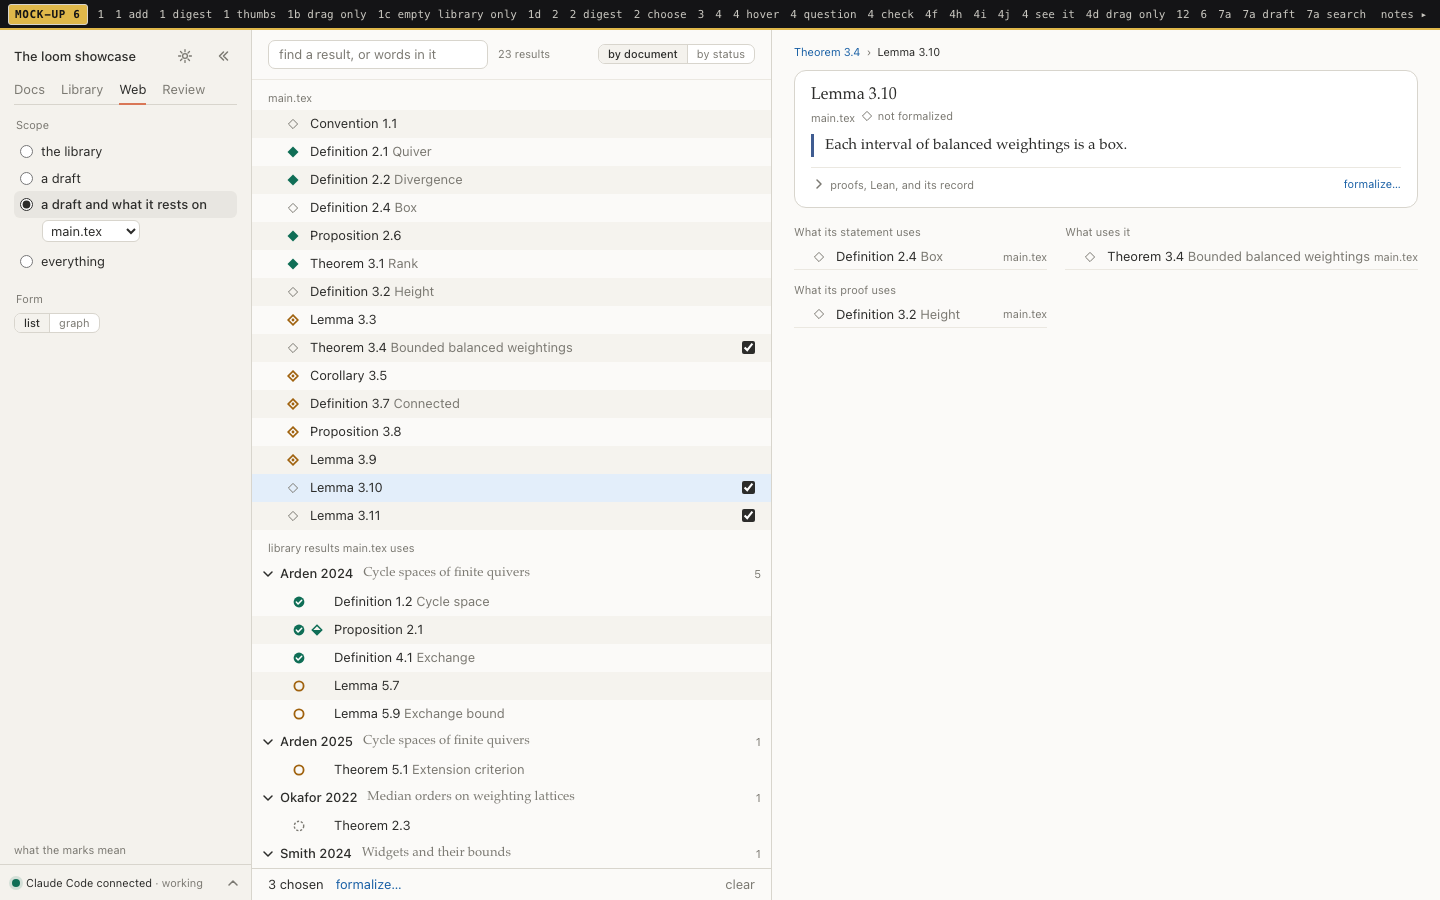 MOCK-UP 6 1 1 add 1 digest 1 thumbs 1b drag only 1c empty library only 1d 2 2 digest 2 choose 3 4 4 hover 4 question 4 check 4f 4h 4i 4j 4 see it 4d drag only 12 6 7a 7a draft 7a search notes ▸
The loom showcase
Docs Library Web Review
Scope
the library
a draft
a draft and what it rests on
main.tex
everything
Form
list graph
what the marks mean
Claude Code connected · working
find a result, or words in it 23 results by document by status
main.tex
Convention 1.1
Definition 2.1 Quiver
Definition 2.2 Divergence
Definition 2.4 Box
Proposition 2.6
Theorem 3.1 Rank
Definition 3.2 Height
Lemma 3.3
Theorem 3.4 Bounded balanced weightings
Corollary 3.5
Definition 3.7 Connected
Proposition 3.8
Lemma 3.9
Lemma 3.10
Lemma 3.11
library results main.tex uses
Arden 2024 Cycle spaces of finite quivers 5
Definition 1.2 Cycle space
Proposition 2.1
Definition 4.1 Exchange
Lemma 5.7
Lemma 5.9 Exchange bound
Arden 2025 Cycle spaces of finite quivers 1
Theorem 5.1 Extension criterion
Okafor 2022 Median orders on weighting lattices 1
Theorem 2.3
Smith 2024 Widgets and their bounds 1
3 chosen formalize... clear
Theorem 3.4 › Lemma 3.10
Lemma 3.10
main.tex not formalized
Each interval of balanced weightings is a box.
proofs, Lean, and its record formalize...
What its statement uses
Definition 2.4 Box main.tex
What its proof uses
Definition 3.2 Height main.tex
What uses it
Theorem 3.4 Bounded balanced weightings main.tex